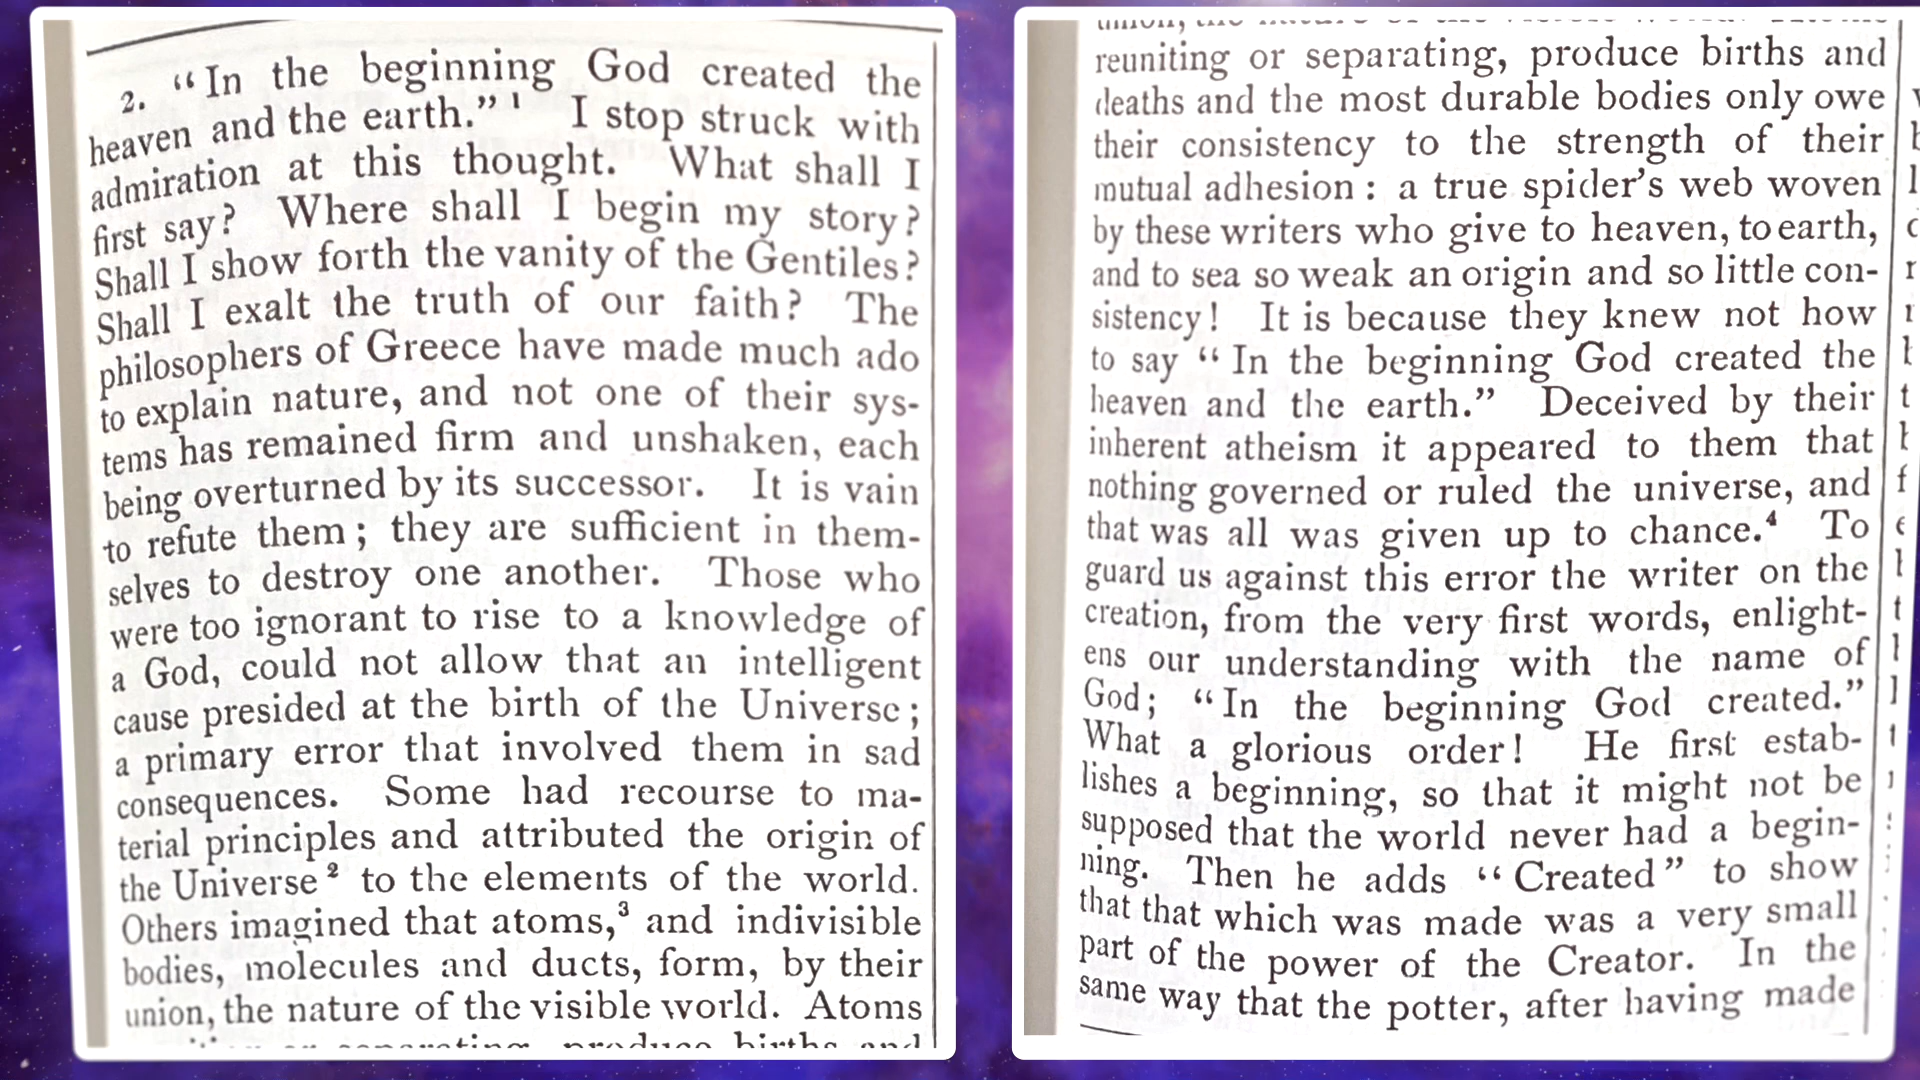 2. “In the beginning God created the
heaven and the earth.” ¹ I stop struck with
admiration at this thought. What shall I
first say? Where shall I begin my story?
Shall I show forth the vanity of the Gentiles?
Shall I exalt the truth of our faith? The
philosophers of Greece have made much ado
to explain nature, and not one of their sys-
tems has remained firm and unshaken, each
being overturned by its successor. It is vain
to refute them; they are sufficient in them-
selves to destroy one another. Those who
were too ignorant to rise to a knowledge of
a God, could not allow that an intelligent
cause presided at the birth of the Universe;
a primary error that involved them in sad
consequences. Some had recourse to ma-
terial principles and attributed the origin of
the Universe ² to the elements of the world.
Others imagined that atoms,³ and indivisible
bodies, molecules and ducts, form, by their
union, the nature of the visible world. Atoms
reuniting or separating, produce births and
deaths and the most durable bodies only owe
their consistency to the strength of their
mutual adhesion: a true spider’s web woven
by these writers who give to heaven, to earth,
and to sea so weak an origin and so little con-
sistency! It is because they knew not how
to say “In the beginning God created the
heaven and the earth.” Deceived by their
inherent atheism it appeared to them that
nothing governed or ruled the universe, and
that was all was given up to chance.⁴ To
guard us against this error the writer on the
creation, from the very first words, enlight-
ens our understanding with the name of
God; “In the beginning God created.”
What a glorious order! He first estab-
lishes a beginning, so that it might not be
supposed that the world never had a begin-
ning. Then he adds “Created” to show
that that which was made was a very small
part of the power of the Creator. In the
same way that the potter, after having made